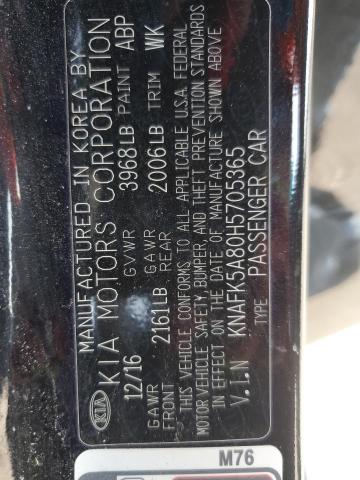 MANUFACTURED IN KOREA BY
KIA KIA MOTORS CORPORATION
12/16 GVWR 3968LB PAINT ABP
GAWR FRONT 2161LB GAWR REAR 2006LB TRIM WK
THIS VEHICLE CONFORMS TO ALL APPLICABLE U.S.A. FEDERAL
MOTOR VEHICLE SAFETY, BUMPER, AND THEFT PREVENTION STANDARDS
IN EFFECT ON THE DATE OF MANUFACTURE SHOWN ABOVE
V.I.N KNAFK5A80H5705365
TYPE PASSENGER CAR
M76